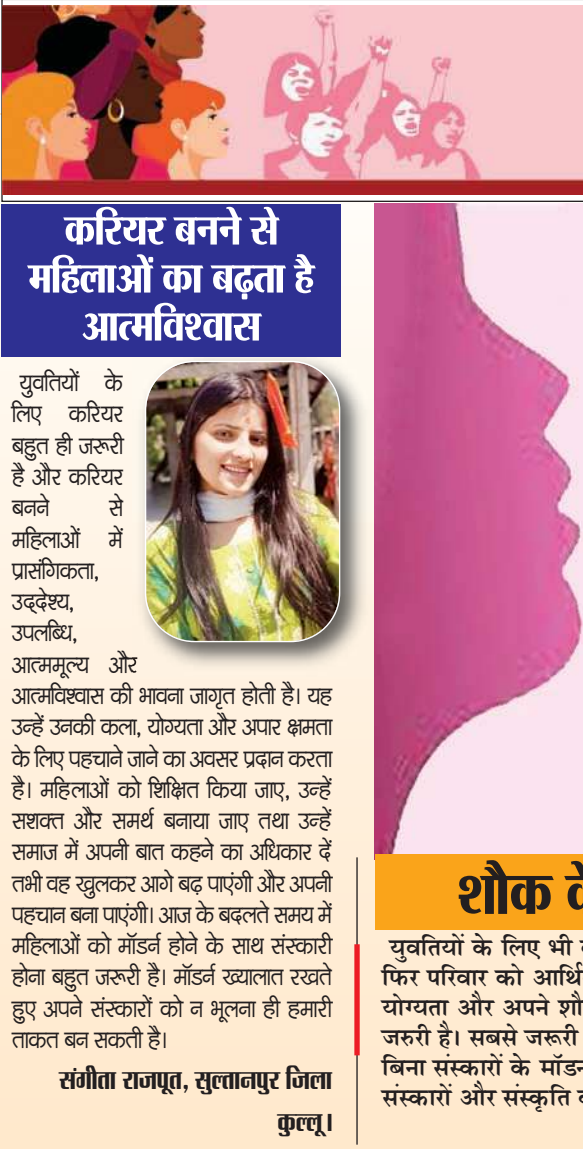 करियर बनने से
महिलाओं का बढ़ता है
आत्मविश्वास
युवतियों के
लिए करियर
बहुत ही जरूरी
है और करियर
बनने से
महिलाओं में
प्रासंगिकता,
उद्देश्य,
उपलब्धि,
आत्ममूल्य और
आत्मविश्वास की भावना जागृत होती है। यह
उन्हें उनकी कला, योग्यता और अपार क्षमता
के लिए पहचाने जाने का अवसर प्रदान करता
है। महिलाओं को शिक्षित किया जाए, उन्हें
सशक्त और समर्थ बनाया जाए तथा उन्हें
समाज में अपनी बात कहने का अधिकार दें
तभी वह खुलकर आगे बढ़ पाएंगी और अपनी
पहचान बना पाएंगी। आज के बदलते समय में
महिलाओं को मॉडर्न होने के साथ संस्कारी
होना बहुत जरूरी है। मॉडर्न ख्यालात रखते
हुए अपने संस्कारों को न भूलना ही हमारी
ताकत बन सकती है।
संगीता राजपूत, सुल्तानपुर जिला
कुल्लू।
शौक
युवतियों के लिए भी
फिर परिवार को
योग्यता और अपने
जरुरी है। सबसे जरूरी
बिना संस्कारों के
संस्कारों और संस्कृति